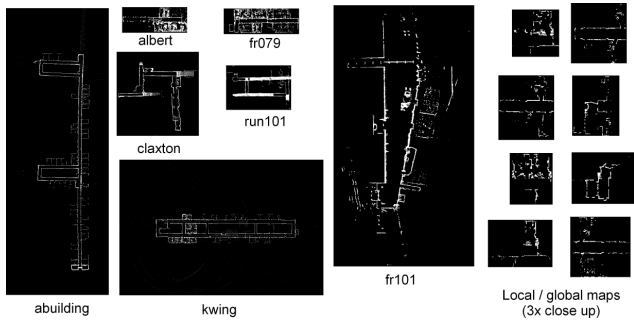 albert
fr079
claxton
run101
abuilding
kwing
fr101
Local / global maps
(3x close up)